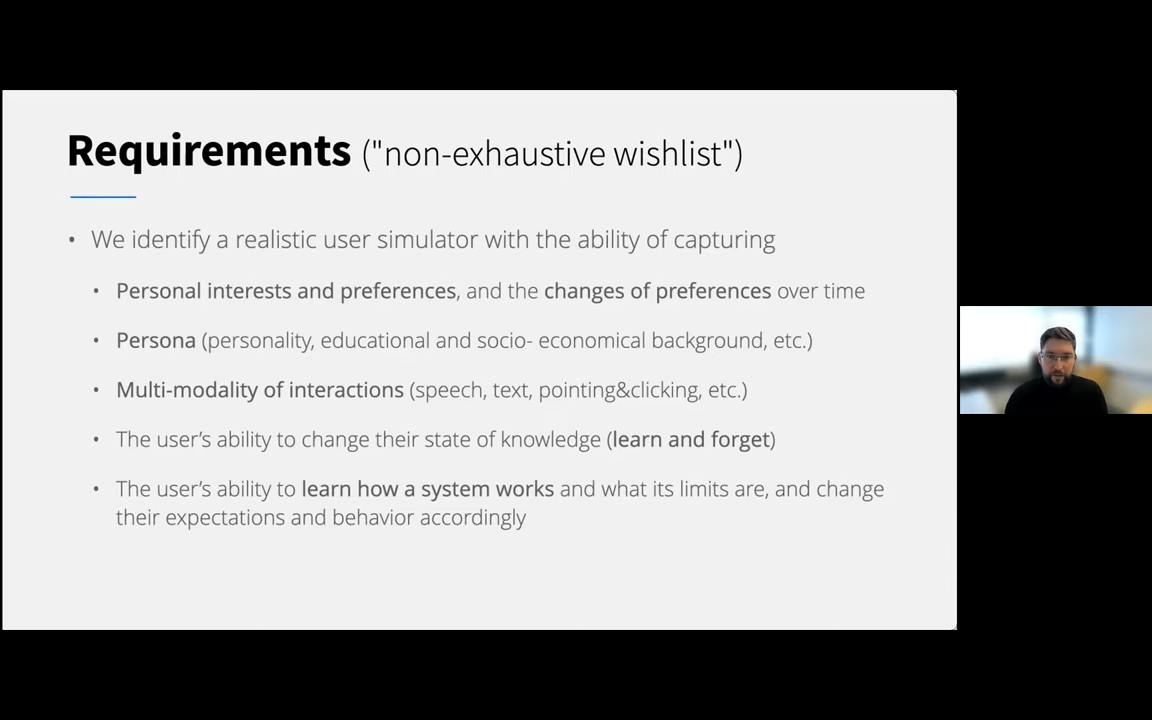 Requirements ("non-exhaustive wishlist")
• We identify a realistic user simulator with the ability of capturing
• Personal interests and preferences, and the changes of preferences over time
• Persona (personality, educational and socio- economical background, etc.)
• Multi-modality of interactions (speech, text, pointing&clicking, etc.)
• The user’s ability to change their state of knowledge (learn and forget)
• The user’s ability to learn how a system works and what its limits are, and change
their expectations and behavior accordingly